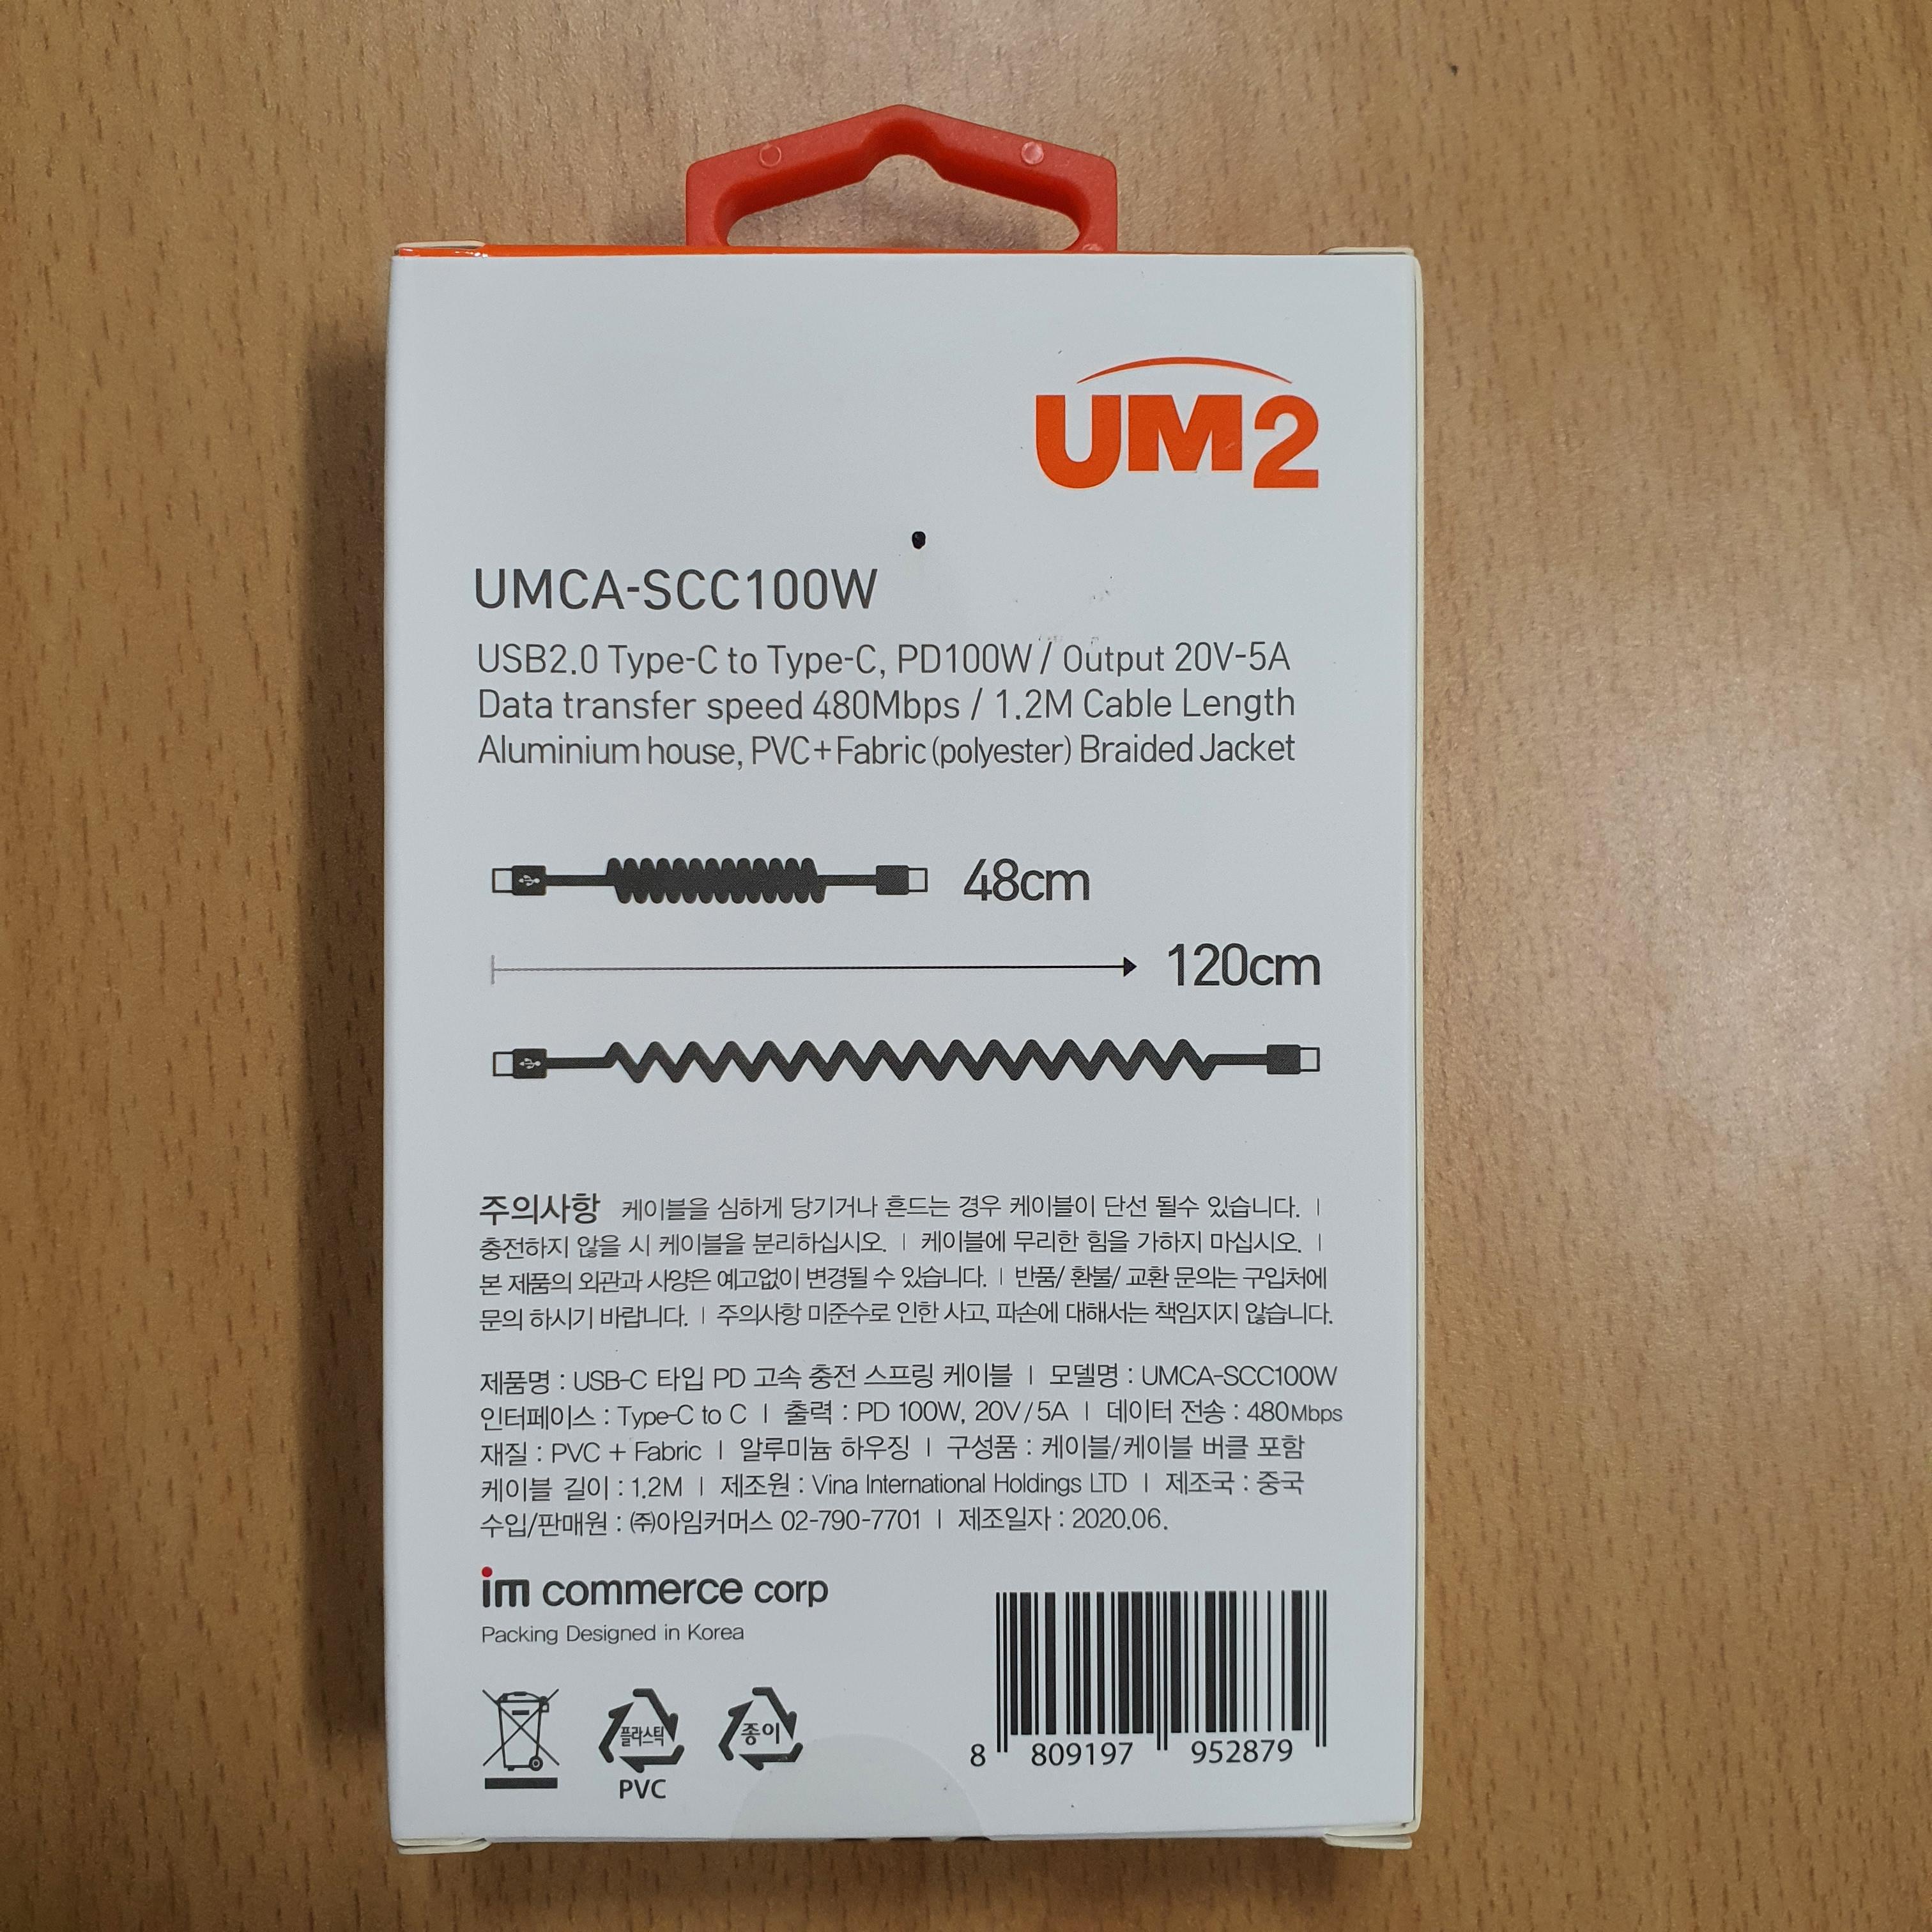 UM2
UMCA-SCC100W
USB2.0 Type-C to Type-C, PD100W / Output 20V-5A
Data transfer speed 480Mbps / 1.2M Cable Length
Aluminium house, PVC+Fabric (polyester) Braided Jacket
48cm
120cm
주의사항 케이블을 심하게 당기거나 흔드는 경우 케이블이 단선 될수 있습니다. |
충전하지 않을 시 케이블을 분리하십시오. | 케이블에 무리한 힘을 가하지 마십시오. |
본 제품의 외관과 사양은 예고없이 변경될 수 있습니다. | 반품/ 환불/ 교환 문의는 구입처에
문의 하시기 바랍니다. | 주의사항 미준수로 인한 사고, 파손에 대해서는 책임지지 않습니다.
제품명 : USB-C 타입 PD 고속 충전 스프링 케이블 | 모델명 : UMCA-SCC100W
인터페이스 : Type-C to C | 출력 : PD 100W, 20V/5A | 데이터 전송 : 480Mbps
재질 : PVC + Fabric | 알루미늄 하우징 | 구성품 : 케이블/케이블 버클 포함
케이블 길이 : 1.2M | 제조원 : Vina International Holdings LTD | 제조국 : 중국
수입/판매원 : ㈜아임커머스 02-790-7701 | 제조일자 : 2020.06.
im commerce corp
Packing Designed in Korea
플라스틱
PVC
종이
8 809197 952879